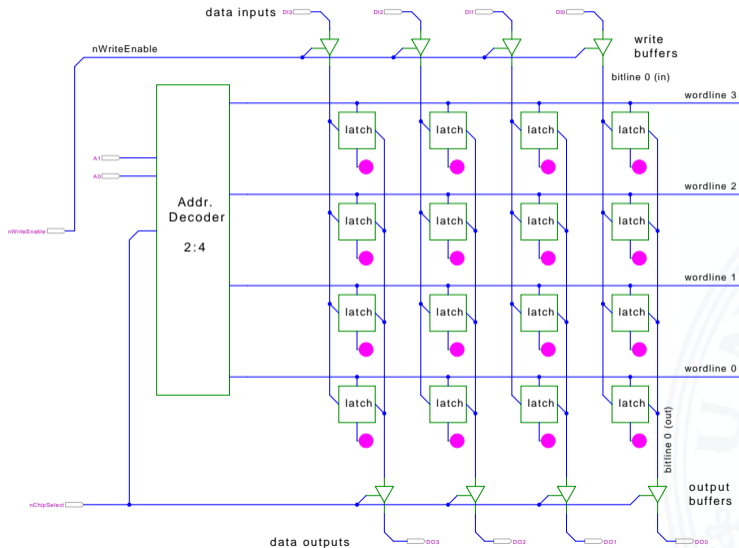 data inputs
DI3
DI2
DI1
DI0
write
buffers
nWriteEnable
bitline 0 (in)
wordline 3
latch
latch
latch
latch
A1
A0
Addr.
Decoder
2:4
wordline 2
latch
latch
latch
latch
nWriteEnable
wordline 1
latch
latch
latch
latch
wordline 0
latch
latch
latch
latch
bitline 0 (out)
nChipSelect
output
buffers
data outputs
DO3
DO2
DO1
DO0